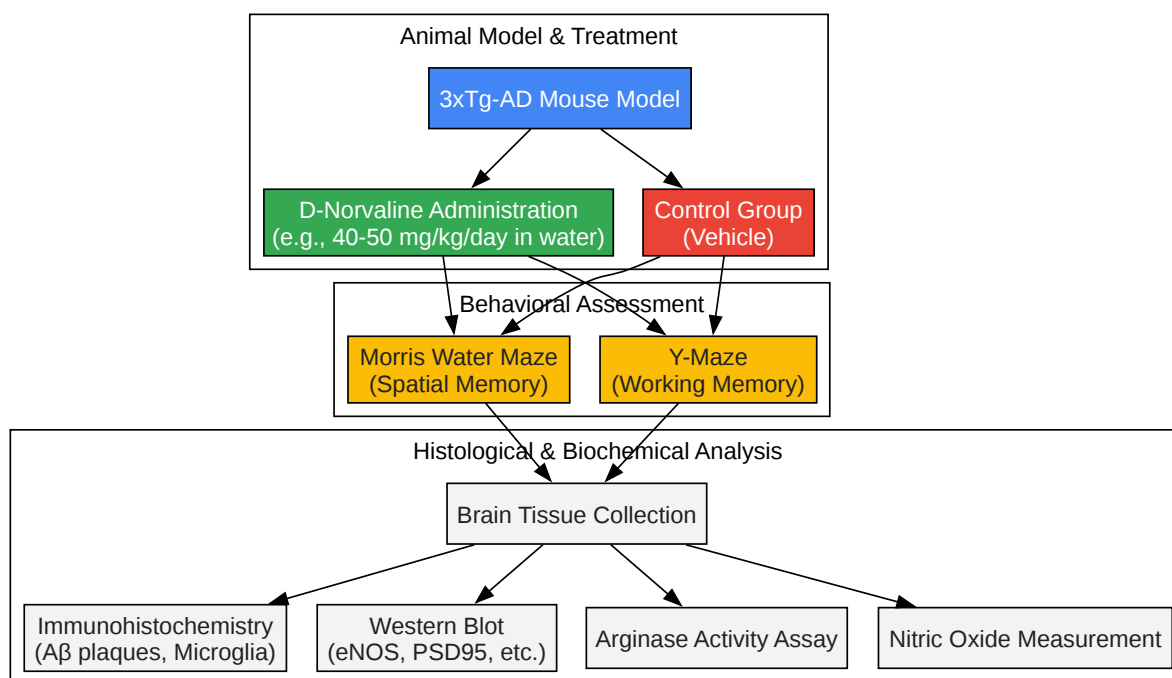 Animal Model & Treatment
3xTg-AD Mouse Model
D-Norvaline Administration
(e.g., 40-50 mg/kg/day in water)
Control Group
(Vehicle)
Behavioral Assessment
Morris Water Maze
(Spatial Memory)
Y-Maze
(Working Memory)
Histological & Biochemical Analysis
Brain Tissue Collection
Immunohistochemistry
(Aβ plaques, Microglia)
Western Blot
(eNOS, PSD95, etc.)
Arginase Activity Assay
Nitric Oxide Measurement